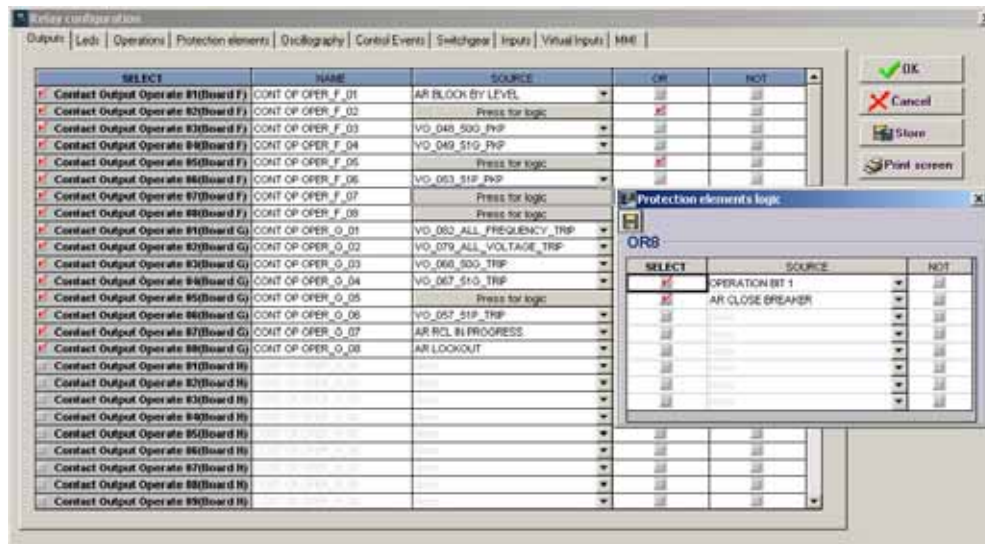 Relay configuration
Outputs Leds Operations Protection elements Oscillography Control Events Switchgear Inputs Virtual Inputs MMI
SELECT NAME SOURCE OR NOT
Contact Output Operate 01(Board F) CONT OP OPER_F_01 AR BLOCK BY LEVEL
Contact Output Operate 02(Board F) CONT OP OPER_F_02 Press for logic
Contact Output Operate 03(Board F) CONT OP OPER_F_03 VO_048_50G_PKP
Contact Output Operate 04(Board F) CONT OP OPER_F_04 VO_049_51G_PKP
Contact Output Operate 05(Board F) CONT OP OPER_F_05 Press for logic
Contact Output Operate 06(Board F) CONT OP OPER_F_06 VO_063_51P_PKP
Contact Output Operate 07(Board F) CONT OP OPER_F_07 Press for logic
Contact Output Operate 08(Board F) CONT OP OPER_F_08 Press for logic
Contact Output Operate 01(Board G) CONT OP OPER_G_01 VO_082_ALL_FREQUENCY_TRIP
Contact Output Operate 02(Board G) CONT OP OPER_G_02 VO_079_ALL_VOLTAGE_TRIP
Contact Output Operate 03(Board G) CONT OP OPER_G_03 VO_068_50G_TRIP
Contact Output Operate 04(Board G) CONT OP OPER_G_04 VO_067_51G_TRIP
Contact Output Operate 05(Board G) CONT OP OPER_G_05 Press for logic
Contact Output Operate 06(Board G) CONT OP OPER_G_06 VO_057_51P_TRIP
Contact Output Operate 07(Board G) CONT OP OPER_G_07 AR RCL IN PROGRESS
Contact Output Operate 08(Board G) CONT OP OPER_G_08 AR LOCKOUT
Contact Output Operate 01(Board H)
Contact Output Operate 02(Board H)
Contact Output Operate 03(Board H)
Contact Output Operate 04(Board H)
Contact Output Operate 05(Board H)
Contact Output Operate 06(Board H)
Contact Output Operate 07(Board H)
Contact Output Operate 08(Board H)
Contact Output Operate 09(Board H)
OK
Cancel
Store
Print screen
Protection elements logic
OR8
SELECT SOURCE NOT
OPERATION BIT 1
AR CLOSE BREAKER